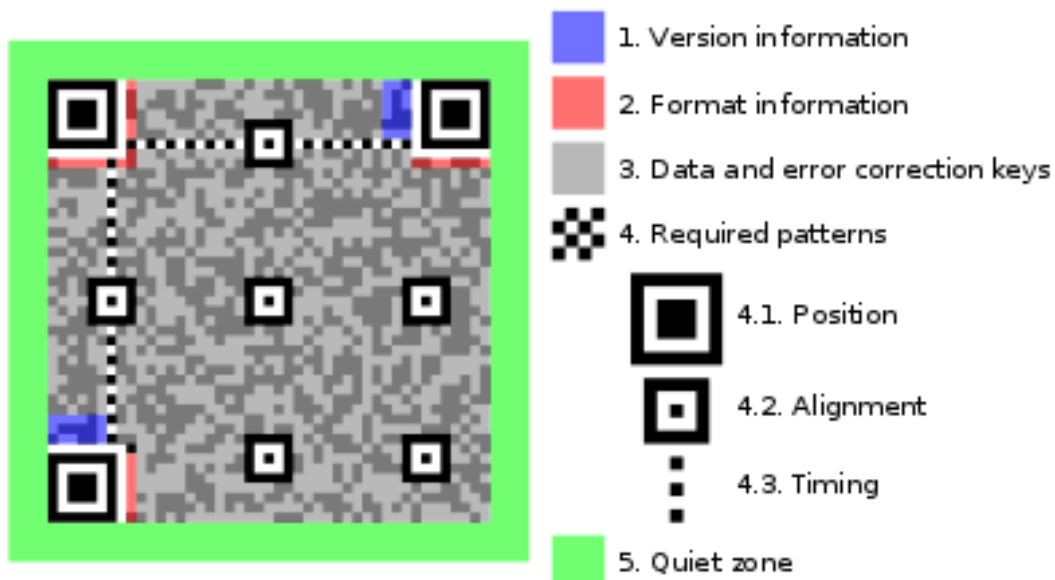 1. Version information
2. Format information
3. Data and error correction keys
4. Required patterns
4.1. Position
4.2. Alignment
4.3. Timing
5. Quiet zone